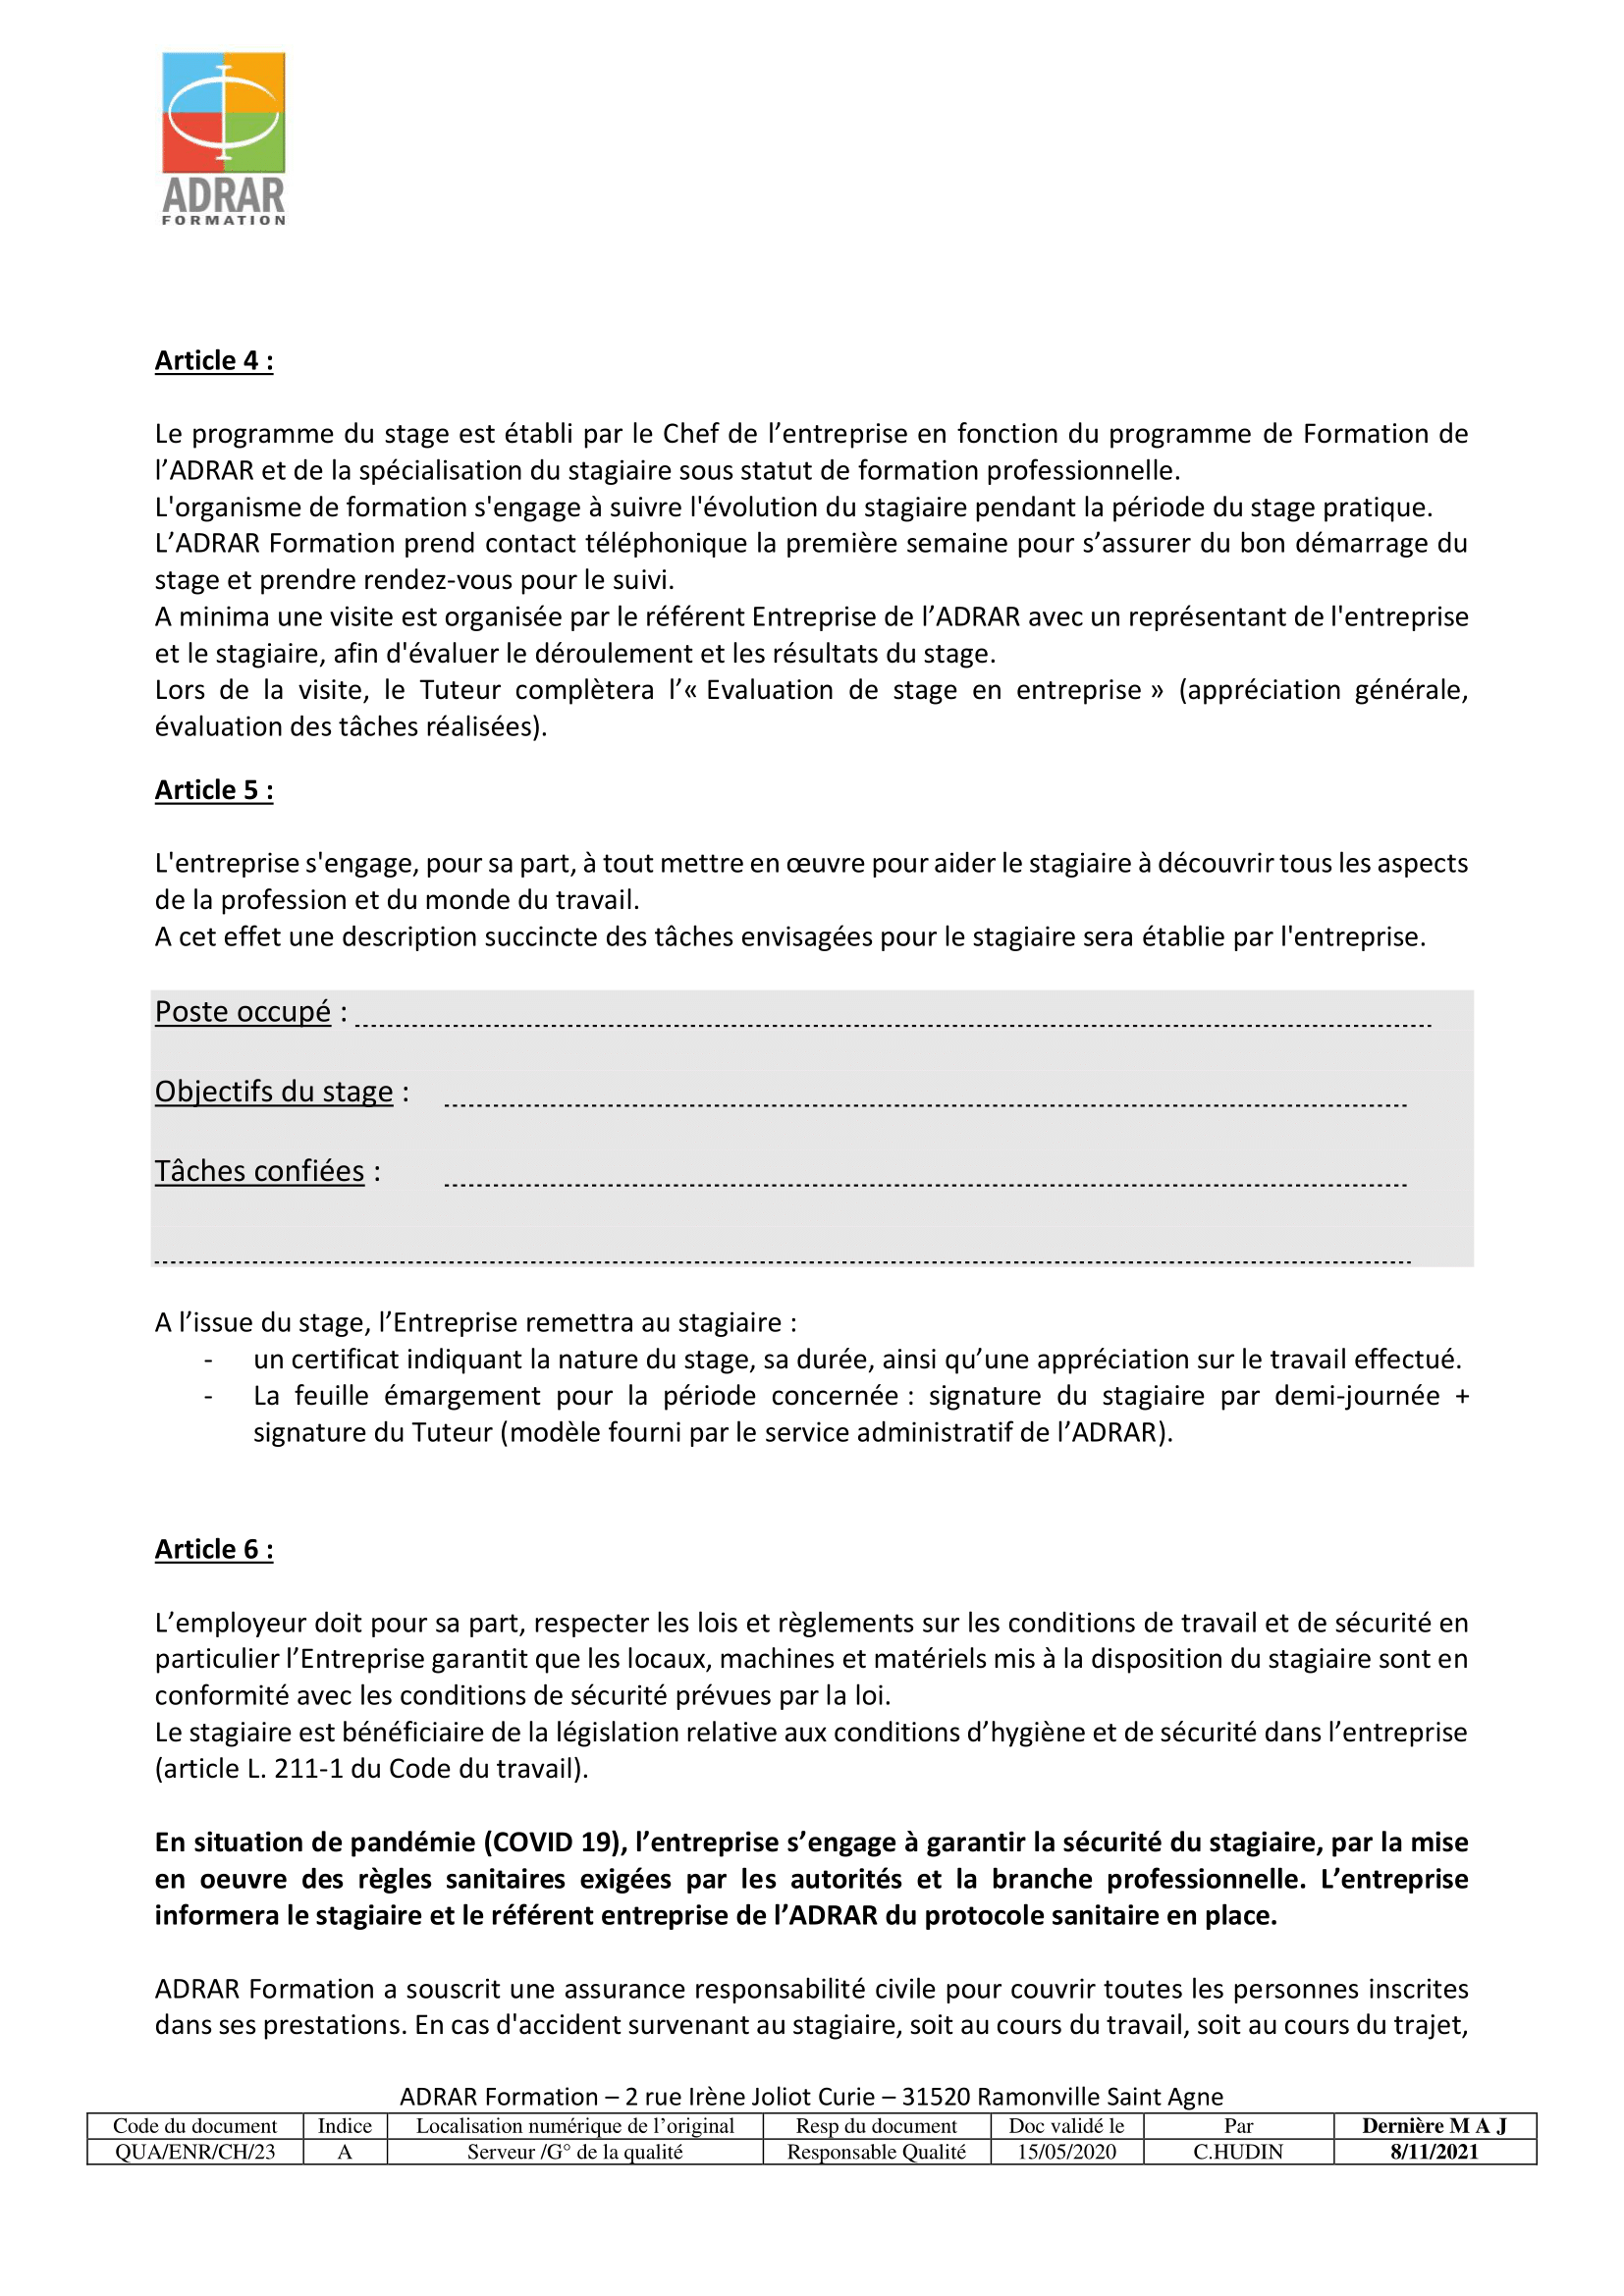 ADRAR
FORMATION
Article 4 :
Le programme du stage est établi par le Chef de l’entreprise en fonction du programme de Formation de
l’ADRAR et de la spécialisation du stagiaire sous statut de formation professionnelle.
L'organisme de formation s'engage à suivre l'évolution du stagiaire pendant la période du stage pratique.
L’ADRAR Formation prend contact téléphonique la première semaine pour s’assurer du bon démarrage du
stage et prendre rendez-vous pour le suivi.
A minima une visite est organisée par le référent Entreprise de l’ADRAR avec un représentant de l'entreprise
et le stagiaire, afin d'évaluer le déroulement et les résultats du stage.
Lors de la visite, le Tuteur complètera l’« Evaluation de stage en entreprise » (appréciation générale,
évaluation des tâches réalisées).
Article 5 :
L'entreprise s'engage, pour sa part, à tout mettre en œuvre pour aider le stagiaire à découvrir tous les aspects
de la profession et du monde du travail.
A cet effet une description succincte des tâches envisagées pour le stagiaire sera établie par l'entreprise.
Poste occupé :
Objectifs du stage :
Tâches confiées :
A l’issue du stage, l’Entreprise remettra au stagiaire :
- un certificat indiquant la nature du stage, sa durée, ainsi qu’une appréciation sur le travail effectué.
- La feuille émargement pour la période concernée : signature du stagiaire par demi-journée +
signature du Tuteur (modèle fourni par le service administratif de l’ADRAR).
Article 6 :
L’employeur doit pour sa part, respecter les lois et règlements sur les conditions de travail et de sécurité en
particulier l’Entreprise garantit que les locaux, machines et matériels mis à la disposition du stagiaire sont en
conformité avec les conditions de sécurité prévues par la loi.
Le stagiaire est bénéficiaire de la législation relative aux conditions d’hygiène et de sécurité dans l’entreprise
(article L. 211-1 du Code du travail).
En situation de pandémie (COVID 19), l’entreprise s’engage à garantir la sécurité du stagiaire, par la mise
en oeuvre des règles sanitaires exigées par les autorités et la branche professionnelle. L’entreprise
informera le stagiaire et le référent entreprise de l’ADRAR du protocole sanitaire en place.
ADRAR Formation a souscrit une assurance responsabilité civile pour couvrir toutes les personnes inscrites
dans ses prestations. En cas d'accident survenant au stagiaire, soit au cours du travail, soit au cours du trajet,
ADRAR Formation – 2 rue Irène Joliot Curie – 31520 Ramonville Saint Agne
Code du document Indice Localisation numérique de l’original Resp du document Doc validé le Par Dernière M A J
QUA/ENR/CH/23 A Serveur /G° de la qualité Responsable Qualité 15/05/2020 C.HUDIN 8/11/2021